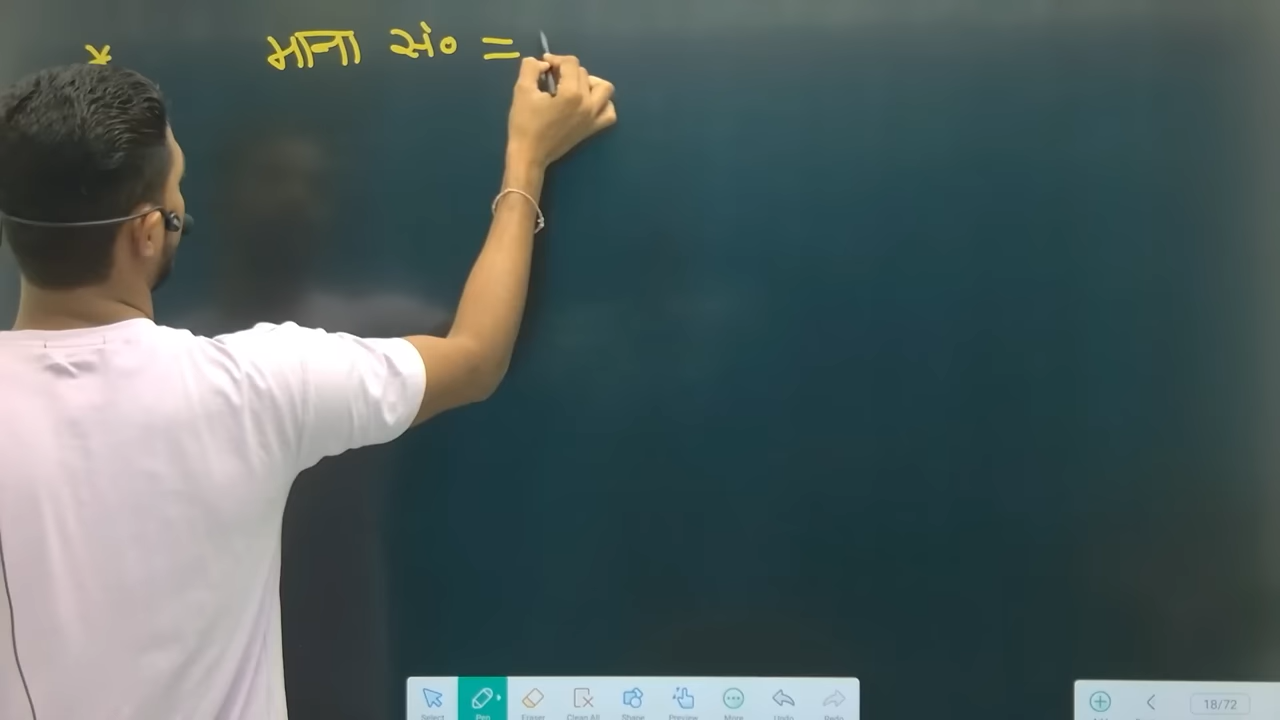 * माना सं० =
Select Pen Eraser Clean All Shape Preview More Undo Redo
18/72